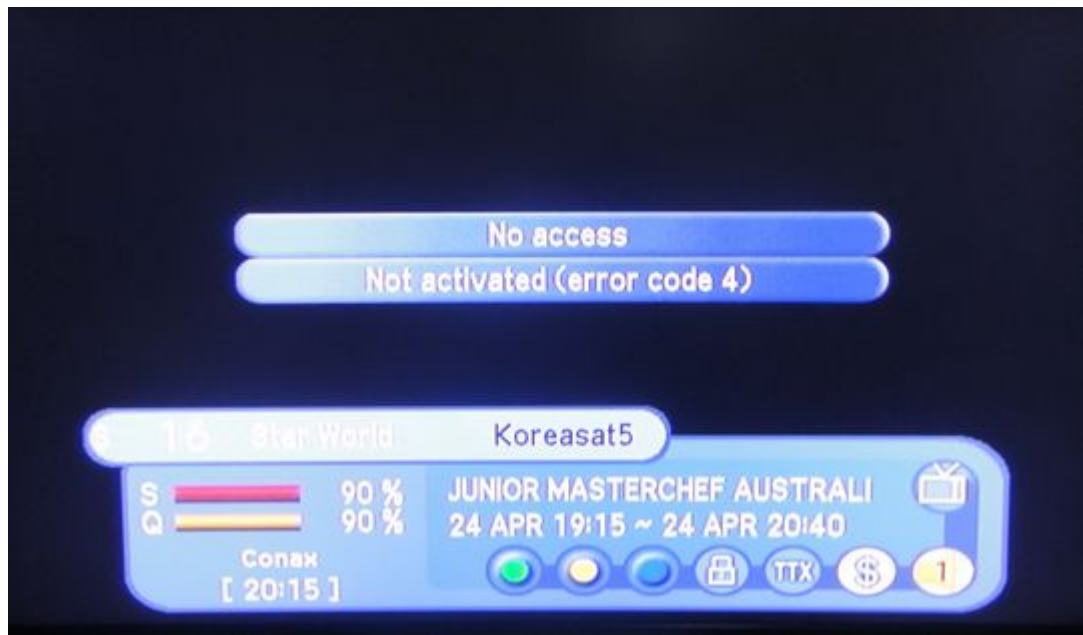 No access
Not activated (error code 4)
S 16 Star World Koreasat5
S 90 % JUNIOR MASTERCHEF AUSTRALI
Q 90 % 24 APR 19:15 ~ 24 APR 20:40
Conax
[ 20:15 ]
TTX $ 1